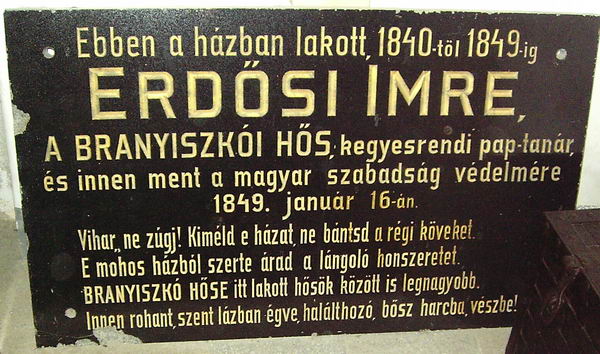 Ebben a házban lakott, 1840-től 1849-ig
ERDŐSI IMRE,
A BRANYISZKÓI HŐS, kegyesrendi pap-tanár,
és innen ment a magyar szabadság védelmére
1849. január 16-án.
Vihar, ne zúgj! Kiméld e házat, ne bántsd a régi köveket.
E mohos házból szerte árad a lángoló honszeretet.
BRANYISZKÓ HŐSE itt lakott hősök között is legnagyobb.
Innen rohant, szent lázban égve, halálthozó, bősz harcba, vészbe!